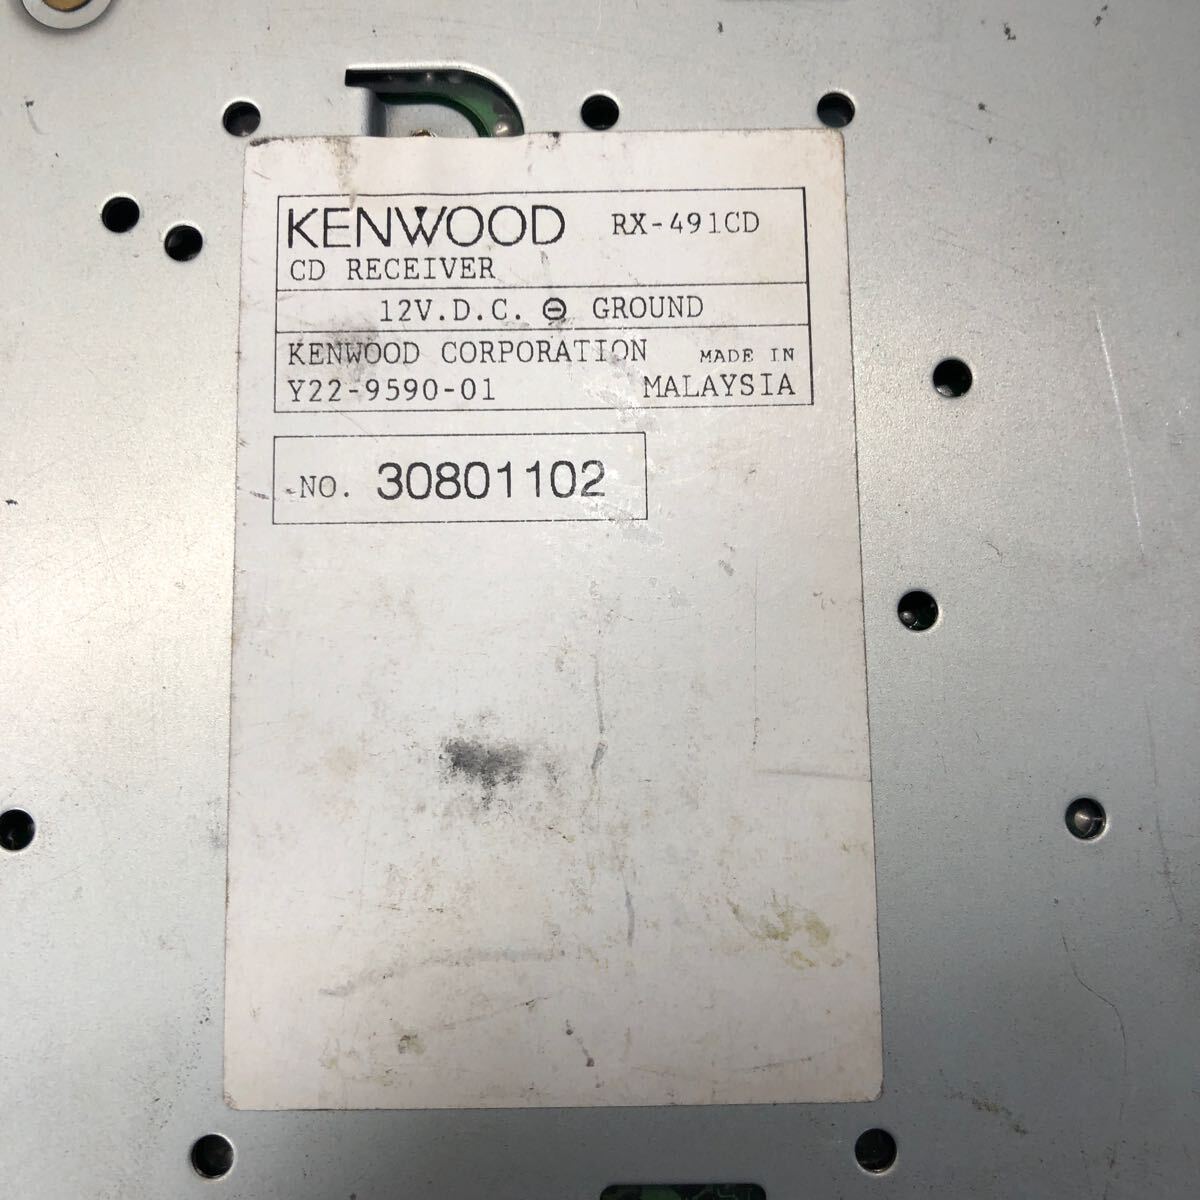 KENWOOD RX-491CD
CD RECEIVER
12V.D.C. ⊖ GROUND
KENWOOD CORPORATION MADE IN
Y22-9590-01 MALAYSIA
NO. 30801102